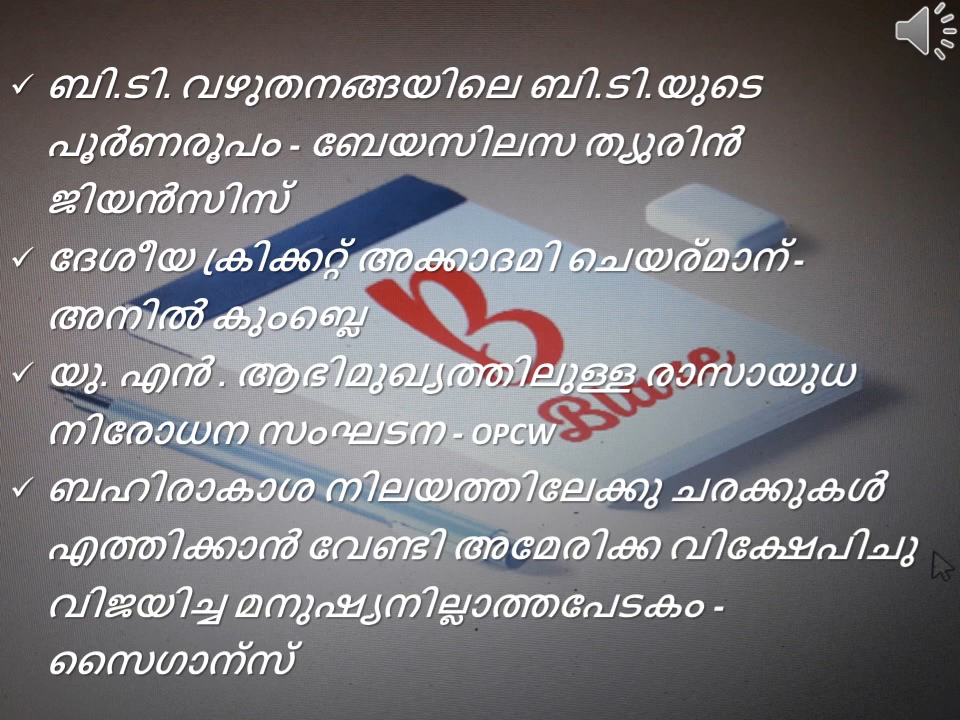 ✓ ബി.ടി. വഴുതനങ്ങയിലെ ബി.ടി.യുടെ
പൂർണരൂപം - ബേയസിലസ ത്യുരിൻ
ജിയൻസിസ്
✓ ദേശീയ ക്രിക്കറ്റ് അക്കാദമി ചെയര്മാന് -
അനിൽ കുംബ്ലെ
✓ യു. എൻ . ആഭിമുഖ്യത്തിലുള്ള രാസായുധ
നിരോധന സംഘടന - OPCW
✓ ബഹിരാകാശ നിലയത്തിലേക്കു ചരക്കുകൾ
എത്തിക്കാൻ വേണ്ടി അമേരിക്ക വിക്ഷേപിചു
വിജയിച്ച മനുഷ്യനില്ലാത്തപേടകം -
സൈഗാന്സ്
B